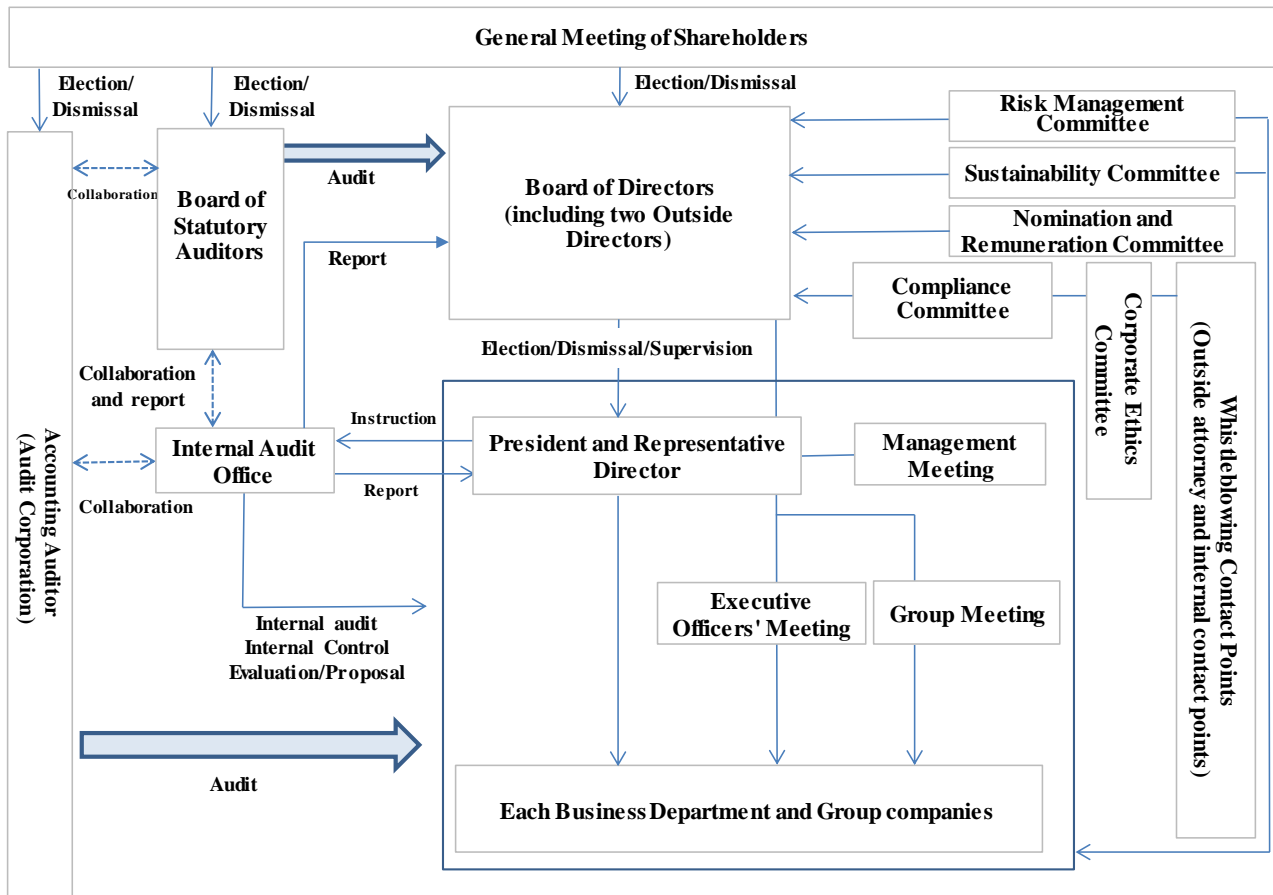 General Meeting of Shareholders
Election/
Dismissal
Election/
Dismissal
Election/Dismissal
Risk Management
Committee
Audit
Collaboration
Board of
Statutory
Auditors
Board of Directors
(including two Outside
Directors)
Sustainability Committee
Nomination and
Remuneration Committee
Report
Compliance
Committee
Corporate Ethics
Committee
Whistleblowing Contact Points
(Outside attorney and internal contact points)
Election/Dismissal/Supervision
Collaboration
and report
Instruction
Internal Audit
Office
President and Representative
Director
Management
Meeting
Report
Collaboration
Accounting Auditor
(Audit Corporation)
Executive
Officers' Meeting
Group Meeting
Internal audit
Internal Control
Evaluation/Proposal
Audit
Each Business Department and Group companies